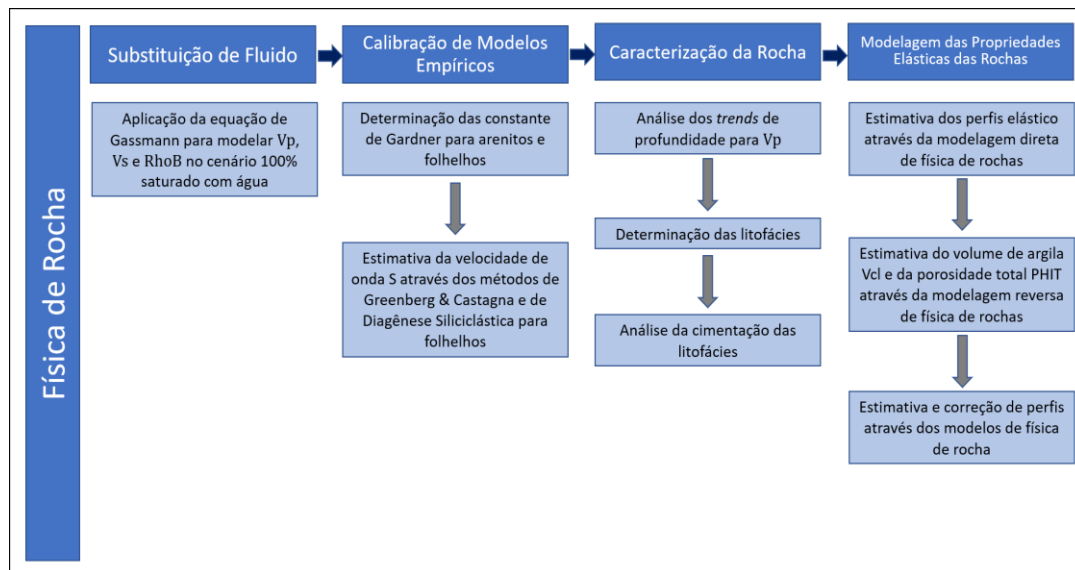 Física de Rocha
Substituição de Fluido
Aplicação da equação de
Gassmann para modelar Vp,
Vs e RhoB no cenário 100%
saturado com água
Calibração de Modelos
Empíricos
Determinação das constante
de Gardner para arenitos e
folhelhos
Estimativa da velocidade de
onda S através dos métodos de
Greenberg & Castagna e de
Diagênese Siliciclástica para
folhelhos
Caracterização da Rocha
Análise dos trends de
profundidade para Vp
Determinação das litofácies
Análise da cimentação das
litofácies
Modelagem das Propriedades
Elásticas das Rochas
Estimativa dos perfis elástico
através da modelagem direta
de física de rochas
Estimativa do volume de argila
Vcl e da porosidade total PHIT
através da modelagem reversa
de física de rochas
Estimativa e correção de perfis
através dos modelos de física
de rocha